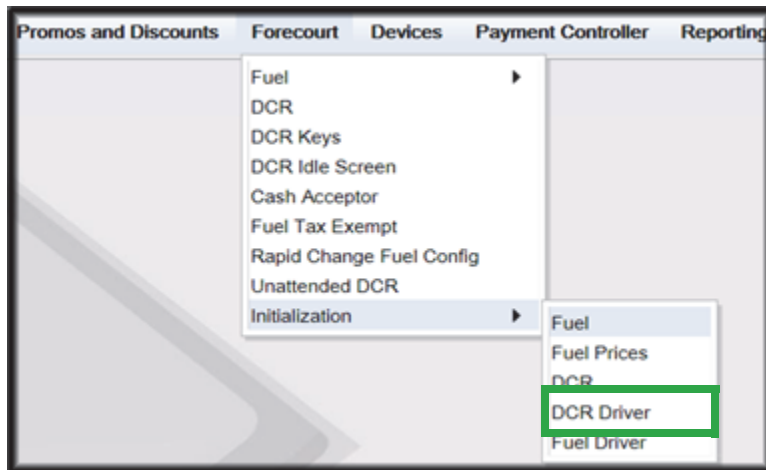 Promos and Discounts Forecourt Devices Payment Controller Reporting
Fuel
DCR
DCR Keys
DCR Idle Screen
Cash Acceptor
Fuel Tax Exempt
Rapid Change Fuel Config
Unattended DCR
Initialization
Fuel
Fuel Prices
DCR
DCR Driver
Fuel Driver